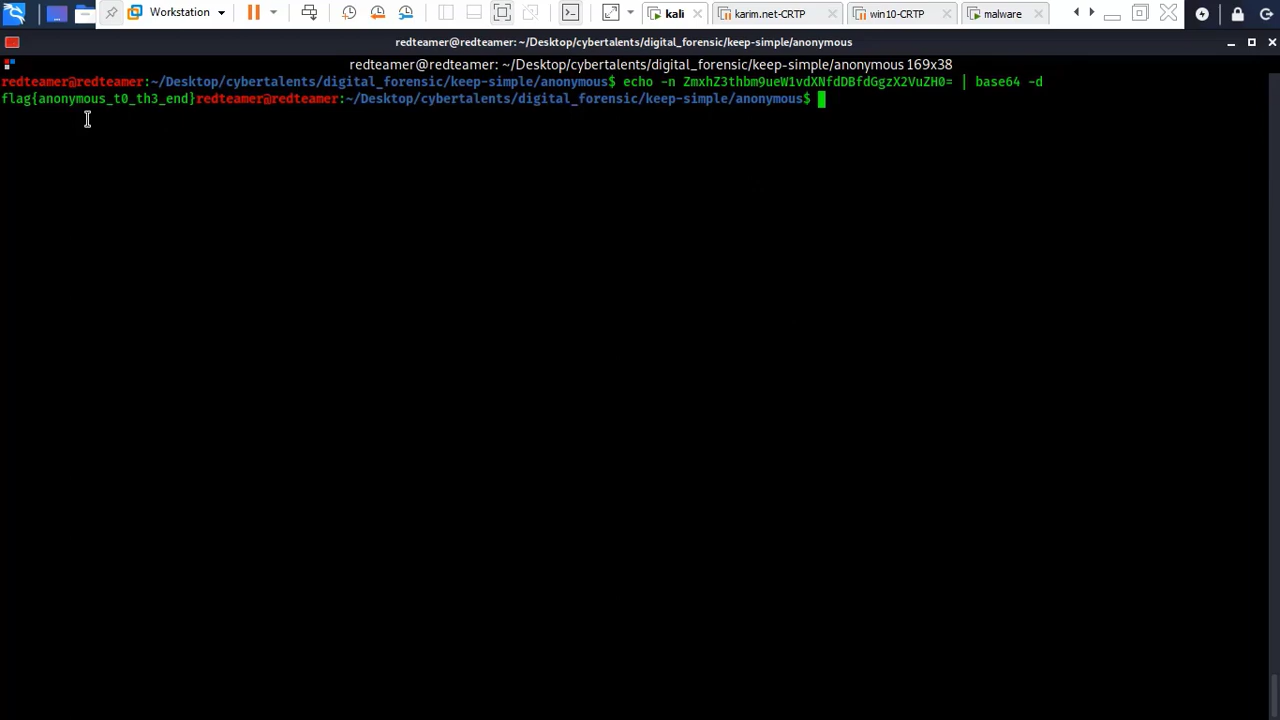 Workstation
kali
karim.net-CRTP
win10-CRTP
malware
redteamer@redteamer: ~/Desktop/cybertalents/digital_forensic/keep-simple/anonymous
redteamer@redteamer: ~/Desktop/cybertalents/digital_forensic/keep-simple/anonymous 169x38
redteamer@redteamer:~/Desktop/cybertalents/digital_forensic/keep-simple/anonymous$ echo -n ZmxhZ3thbm9ueW1vdXNfdDBfdGgzX2VuZH0= | base64 -d
flag{anonymous_t0_th3_end}redteamer@redteamer:~/Desktop/cybertalents/digital_forensic/keep-simple/anonymous$